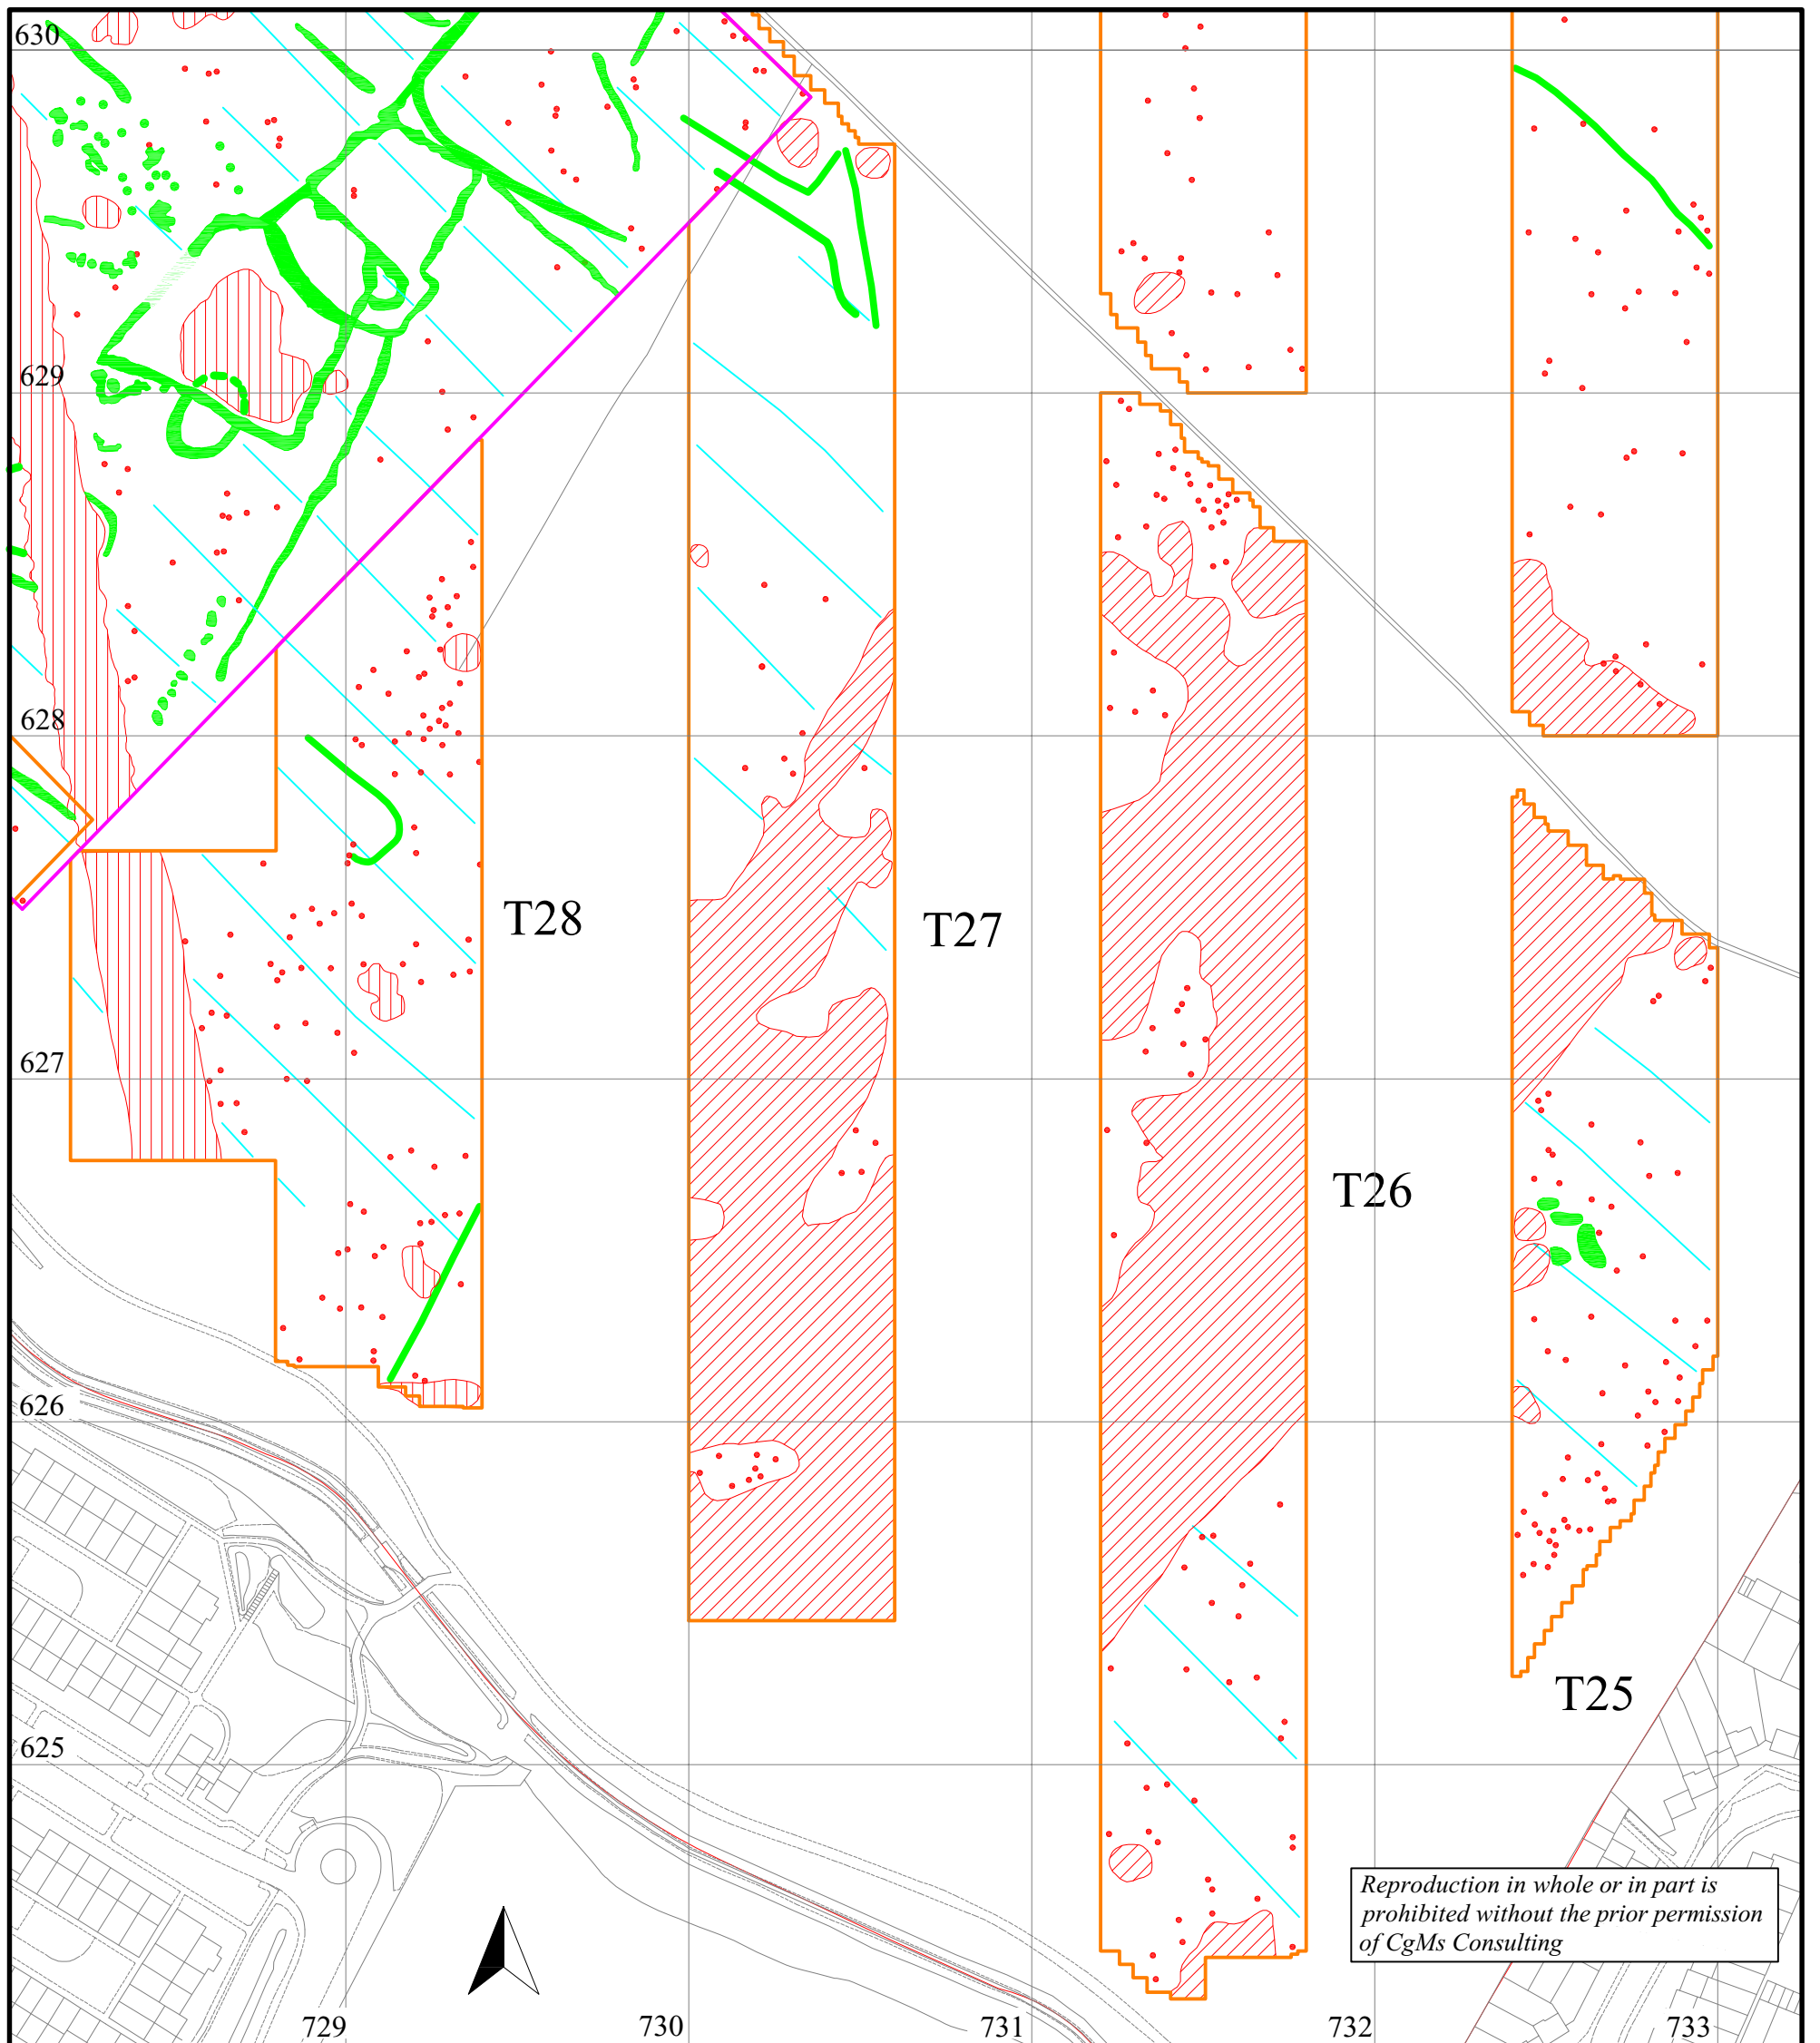 630
629
628
T28
T27
627
T26
626
T25
625
Reproduction in whole or in part is
prohibited without the prior permission
of CgMs Consulting
729
730
731
732
733